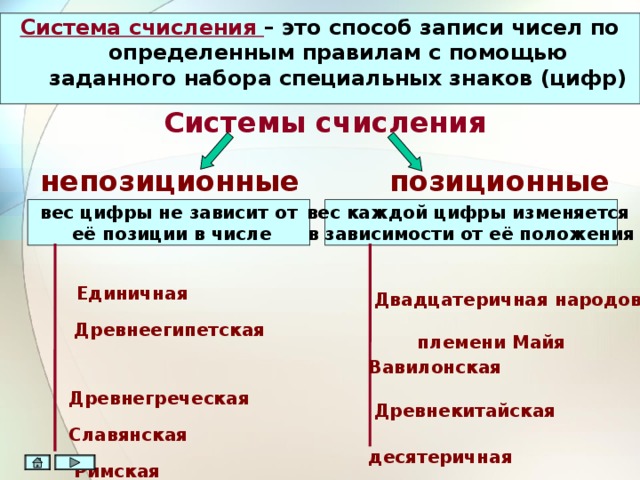 Система счисления – это способ записи чисел по
определенным правилам с помощью
заданного набора специальных знаков (цифр)
Системы счисления
непозиционные
вес цифры не зависит от
её позиции в числе
Единичная
Древнеегипетская
Древнегреческая
Славянская
Римская
позиционные
вес каждой цифры изменяется
в зависимости от её положения
Двадцатеричная народов
племени Майя
Вавилонская
Древнекитайская
десятеричная